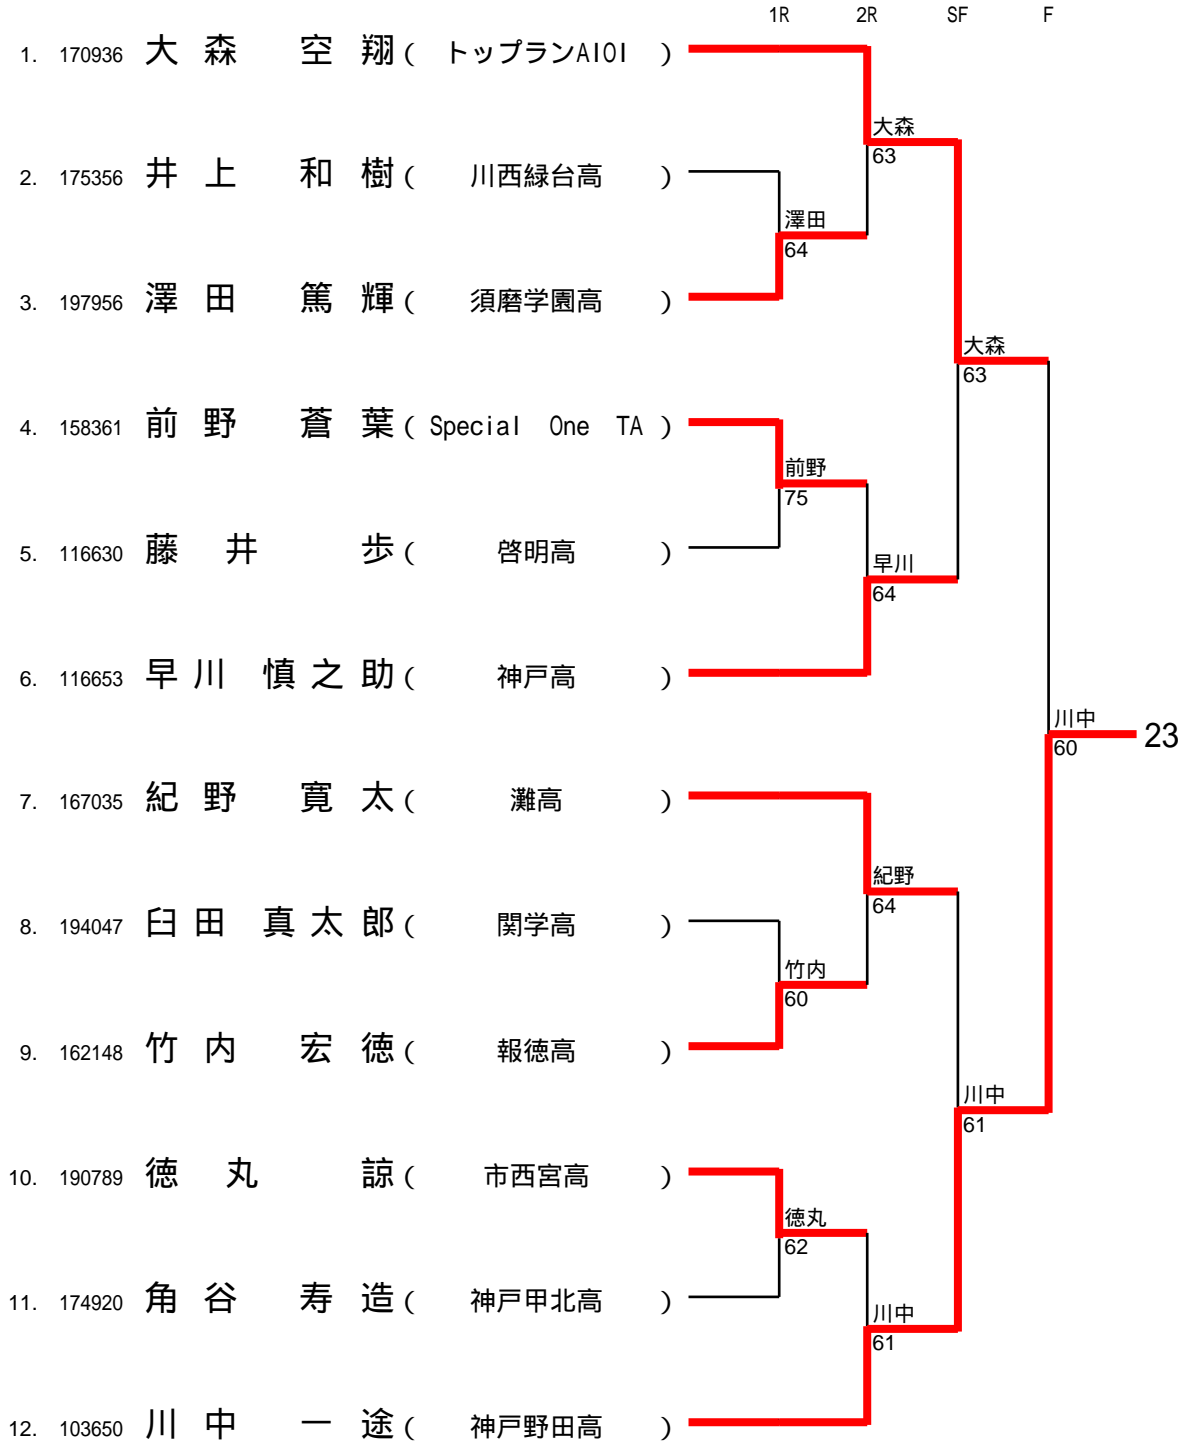 1R 2R SF F
1. 170936 大森 空翔 ( トップランAIOI )
大森
63
2. 175356 井上 和樹 ( 川西緑台高 )
澤田
64
3. 197956 澤田 篤輝 ( 須磨学園高 )
大森
63
4. 158361 前野 蒼葉 ( Special One TA )
前野
75
5. 116630 藤井 歩 ( 啓明高 )
早川
64
6. 116653 早川 慎之助 ( 神戸高 )
川中
60
23
7. 167035 紀野 寛太 ( 灘高 )
紀野
64
8. 194047 臼田 真太郎 ( 関学高 )
竹内
60
9. 162148 竹内 宏徳 ( 報徳高 )
川中
61
10. 190789 徳丸 諒 ( 市西宮高 )
徳丸
62
11. 174920 角谷 寿造 ( 神戸甲北高 )
川中
61
12. 103650 川中 一途 ( 神戸野田高 )